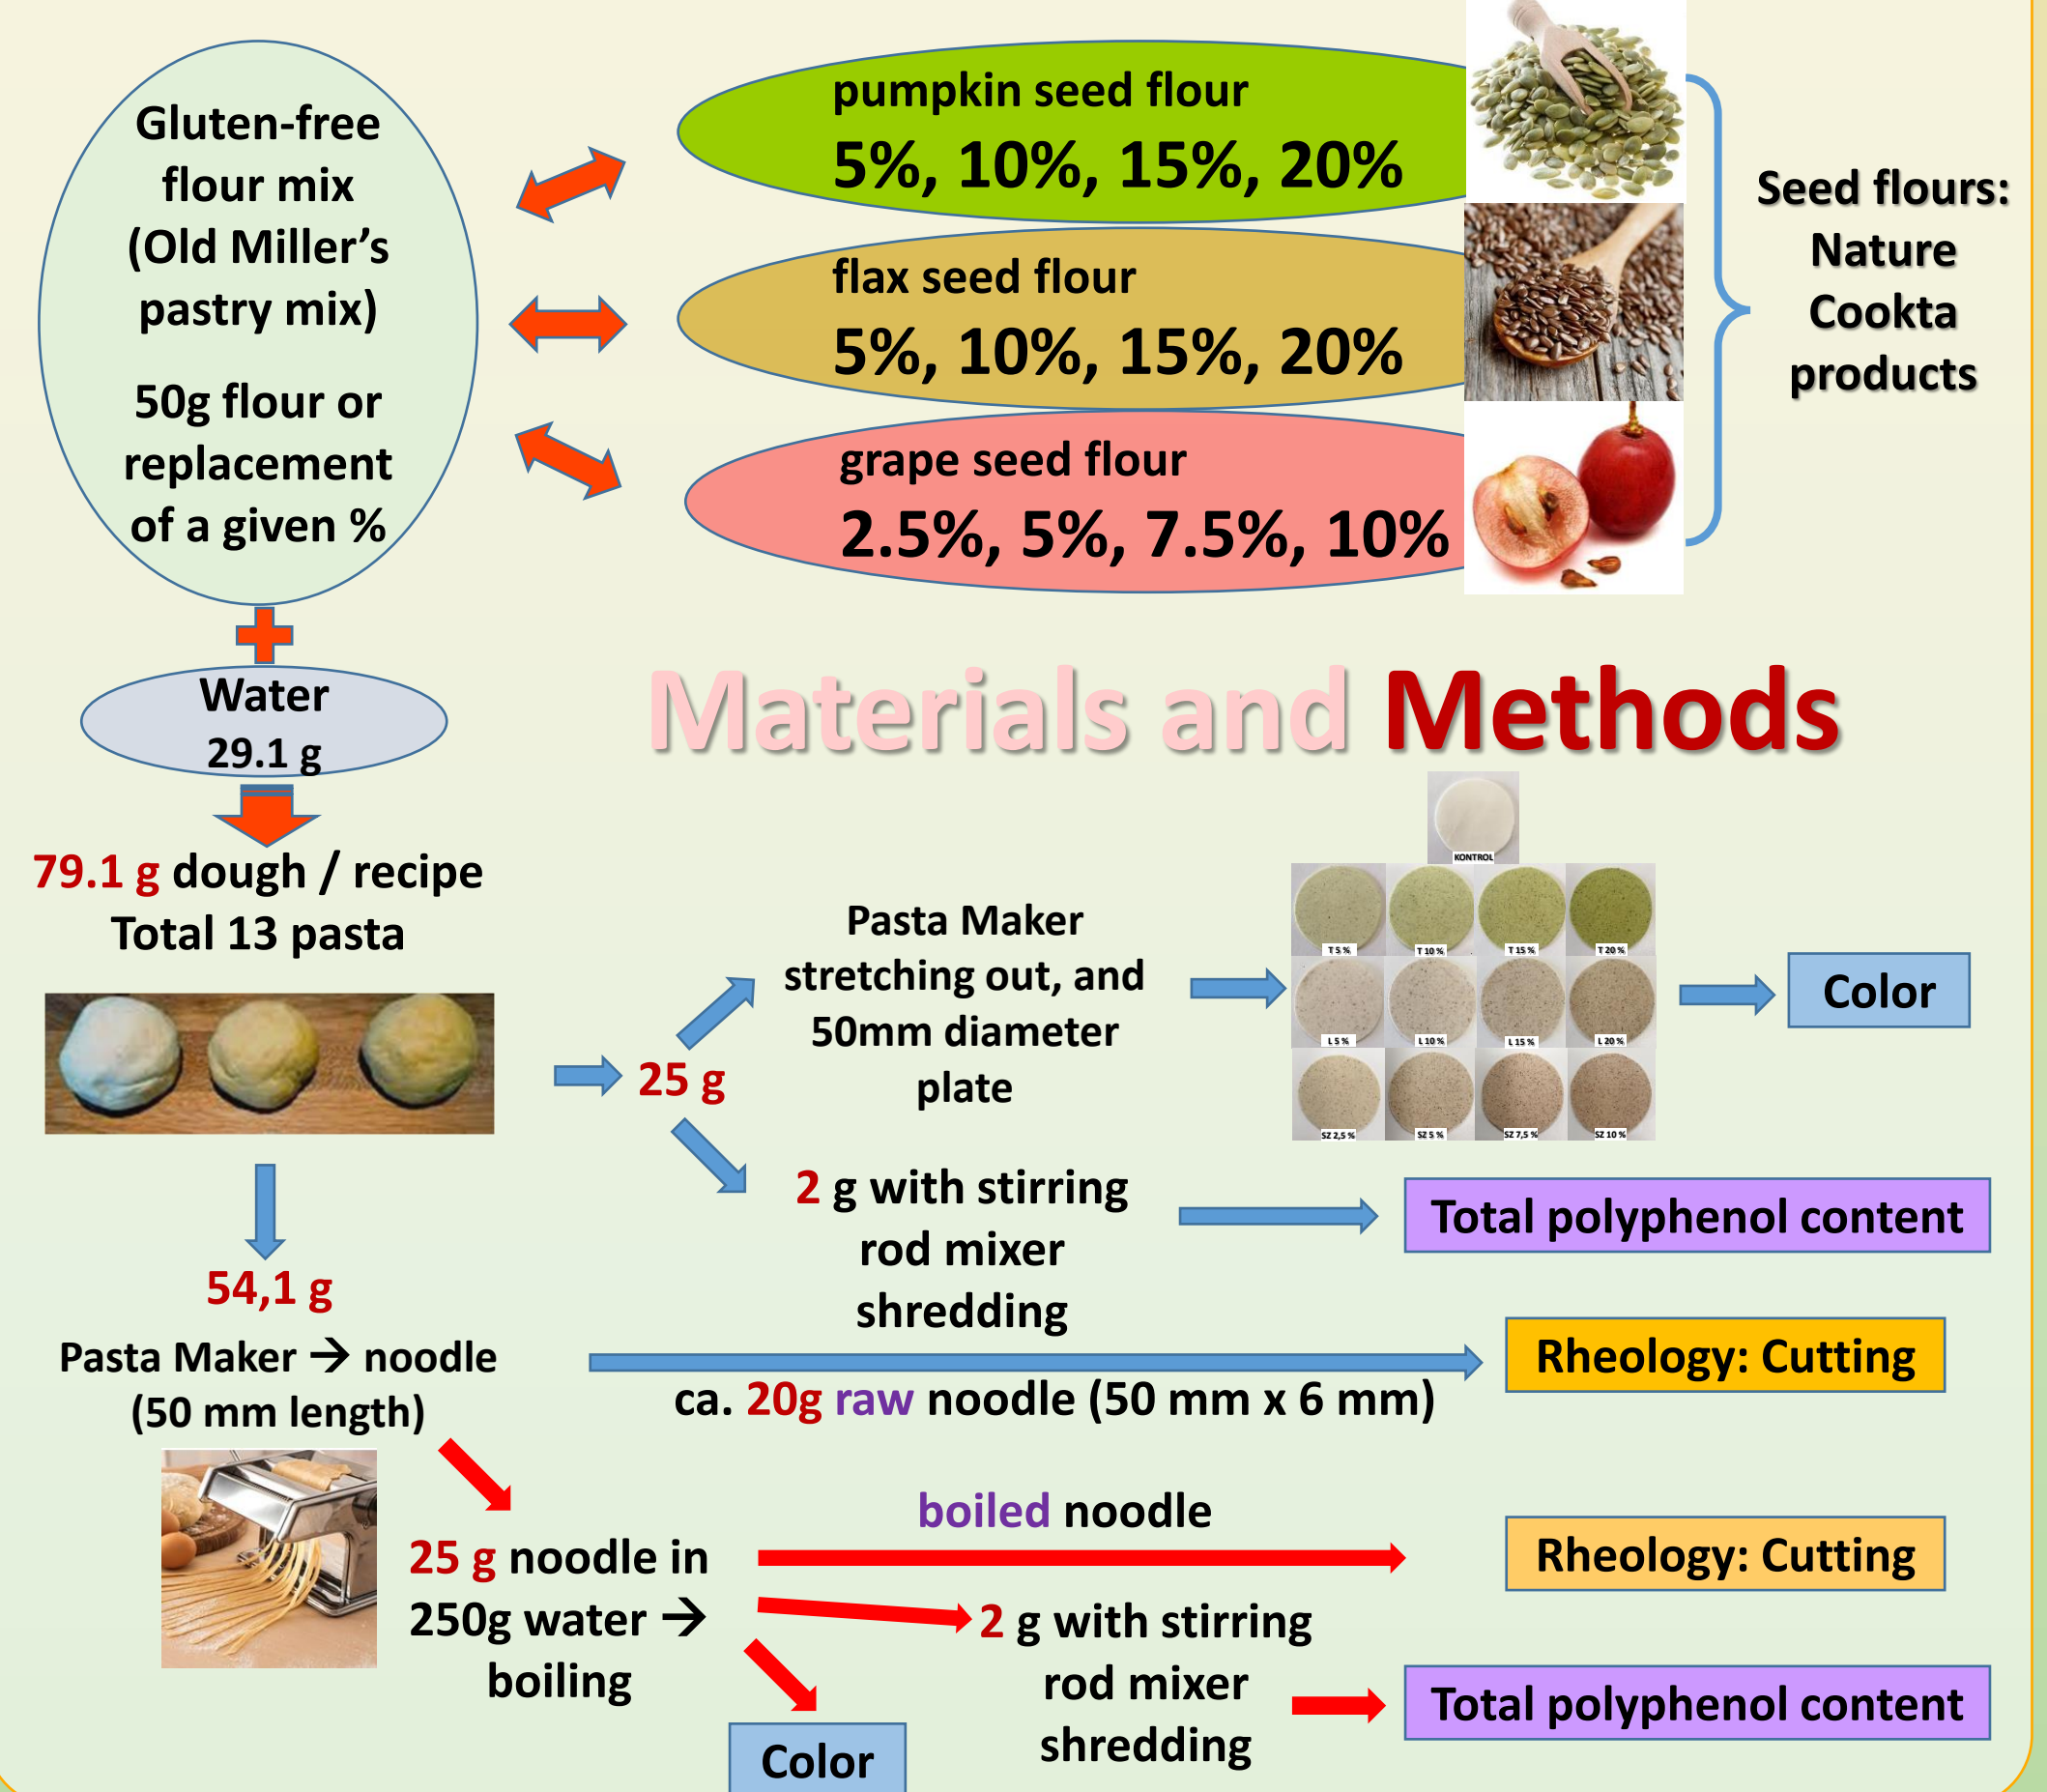 Gluten-free
flour mix
(Old Miller’s
pastry mix)
50g flour or
replacement
of a given %
pumpkin seed flour
5%, 10%, 15%, 20%
flax seed flour
5%, 10%, 15%, 20%
grape seed flour
2.5%, 5%, 7.5%, 10%
Seed flours:
Nature
Cookta
products
Water
29.1 g
Materials and Methods
79.1 g dough / recipe
Total 13 pasta
25 g
Pasta Maker
stretching out, and
50mm diameter
plate
KONTROL
T 5 %
T 10 %
T 15 %
T 20 %
L 5 %
L 10 %
L 15 %
L 20 %
SZ 2,5 %
SZ 5 %
SZ 7,5 %
SZ 10 %
Color
2 g with stirring
rod mixer
shredding
Total polyphenol content
54,1 g
Pasta Maker → noodle
(50 mm length)
ca. 20g raw noodle (50 mm x 6 mm)
Rheology: Cutting
25 g noodle in
250g water →
boiling
boiled noodle
Rheology: Cutting
2 g with stirring
rod mixer
shredding
Total polyphenol content
Color